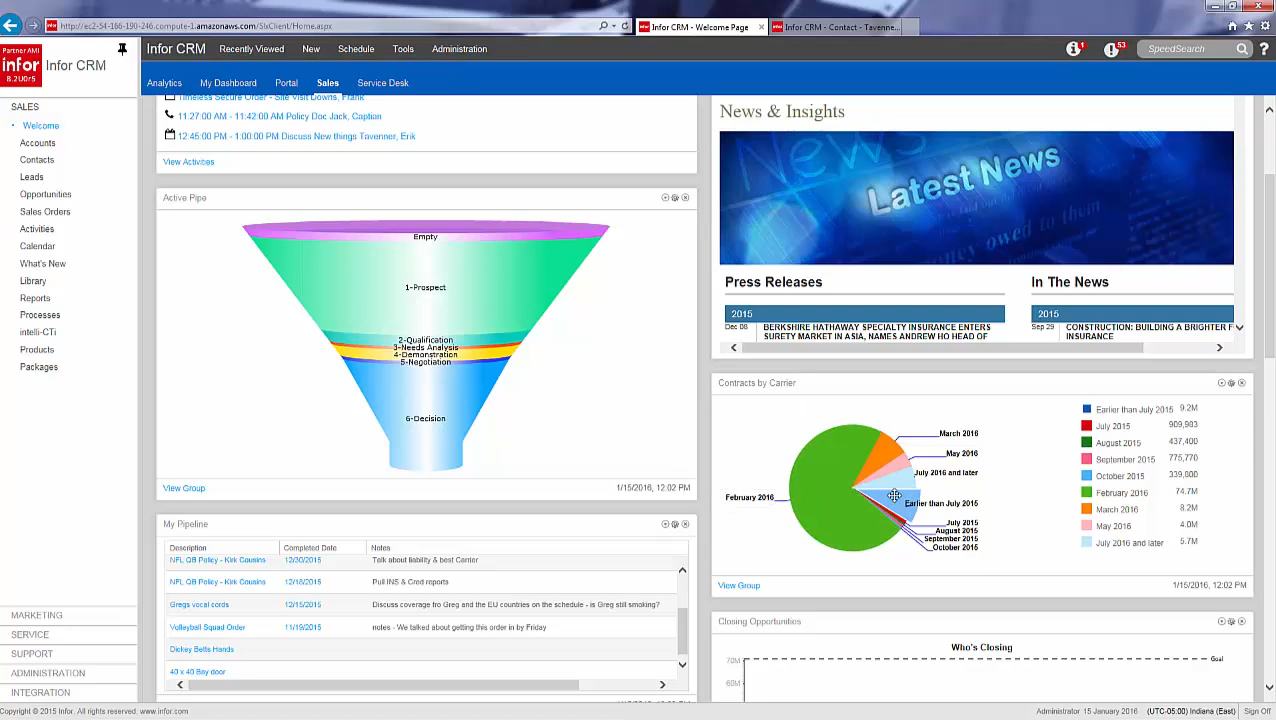 http://ec2-54-166-190-246.compute-1.amazonaws.com/SlxClient/Home.aspx
Infor CRM - Welcome Page
Infor CRM - Contact - Tavenne...
Partner AMI
infor
8.2U0r5
Infor CRM
Infor CRM Recently Viewed New Schedule Tools Administration
1
53
SpeedSearch
?
Analytics My Dashboard Portal Sales Service Desk
SALES
Welcome
Accounts
Contacts
Leads
Opportunities
Sales Orders
Activities
Calendar
What's New
Library
Reports
Processes
intelli-CTi
Products
Packages
MARKETING
SERVICE
SUPPORT
ADMINISTRATION
INTEGRATION
Timeless Secure Order - Site Visit Downs, Frank
11:27:00 AM - 11:42:00 AM Policy Doc Jack, Captian
12:45:00 PM - 1:00:00 PM Discuss New things Tavenner, Erik
View Activities
Active Pipe
Empty
1-Prospect
2-Qualification
3-Needs Analysis
4-Demonstration
5-Negotiation
6-Decision
View Group
1/15/2016, 12:02 PM
My Pipeline
Description Completed Date Notes
NFL QB Policy - Kirk Cousins 12/30/2015 Talk about liability & best Carrier
NFL QB Policy - Kirk Cousins 12/18/2015 Pull INS & Cred reports
Gregs vocal cords 12/15/2015 Discuss coverage fro Greg and the EU countries on the schedule - is Greg still smoking?
Volleyball Squad Order 11/19/2015 notes - We talked about getting this order in by Friday
Dickey Betts Hands
40 x 40 Bay door
News & Insights
Latest News
Press Releases
2015
Dec 08 BERKSHIRE HATHAWAY SPECIALTY INSURANCE ENTERS
SURETY MARKET IN ASIA, NAMES ANDREW HO HEAD OF
In The News
2015
Sep 29 CONSTRUCTION: BUILDING A BRIGHTER F
INSURANCE
Contracts by Carrier
March 2016
May 2016
July 2016 and later
February 2016
Earlier than July 2015
July 2015
August 2015
September 2015
October 2015
Earlier than July 2015 9.2M
July 2015 909,983
August 2015 437,400
September 2015 775,770
October 2015 339,800
February 2016 74.7M
March 2016 8.2M
May 2016 4.0M
July 2016 and later 5.7M
View Group
1/15/2016, 12:02 PM
Closing Opportunities
Who's Closing
70M
Goal
60M
Copyright © 2015 Infor. All rights reserved. www.infor.com
Administrator 15 January 2016 (UTC-05:00) Indiana (East) Sign Off